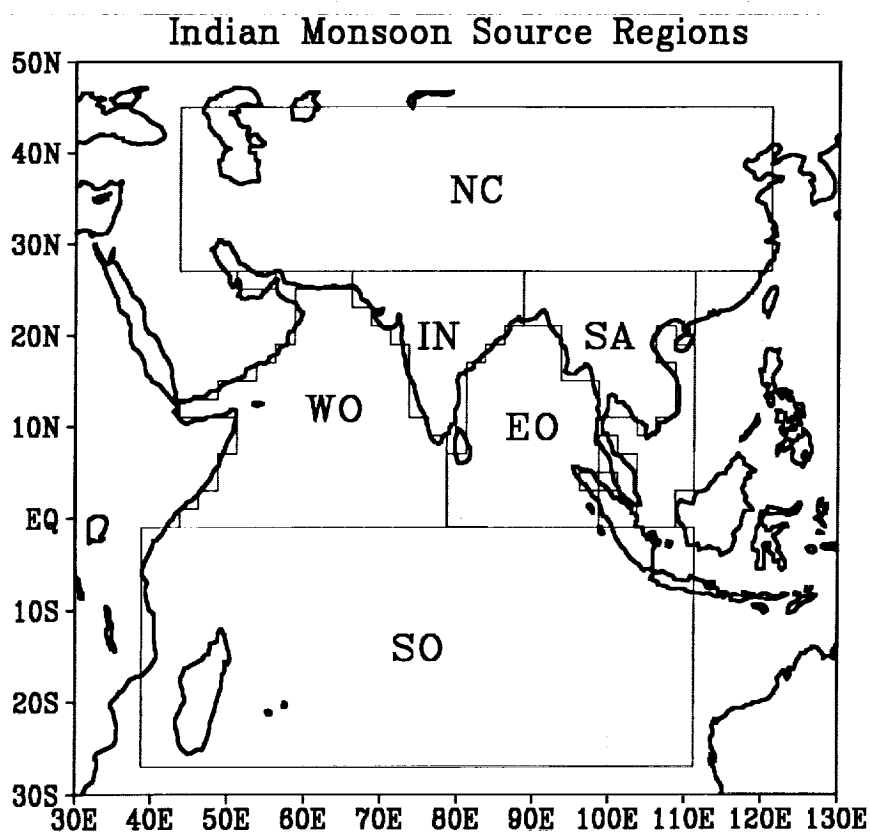 Indian Monsoon Source Regions
50N
40N
NC
30N
20N
IN
SA
WO
EO
10N
EQ
10S
SO
20S
30S
30E 40E 50E 60E 70E 80E 90E 100E 110E 120E 130E